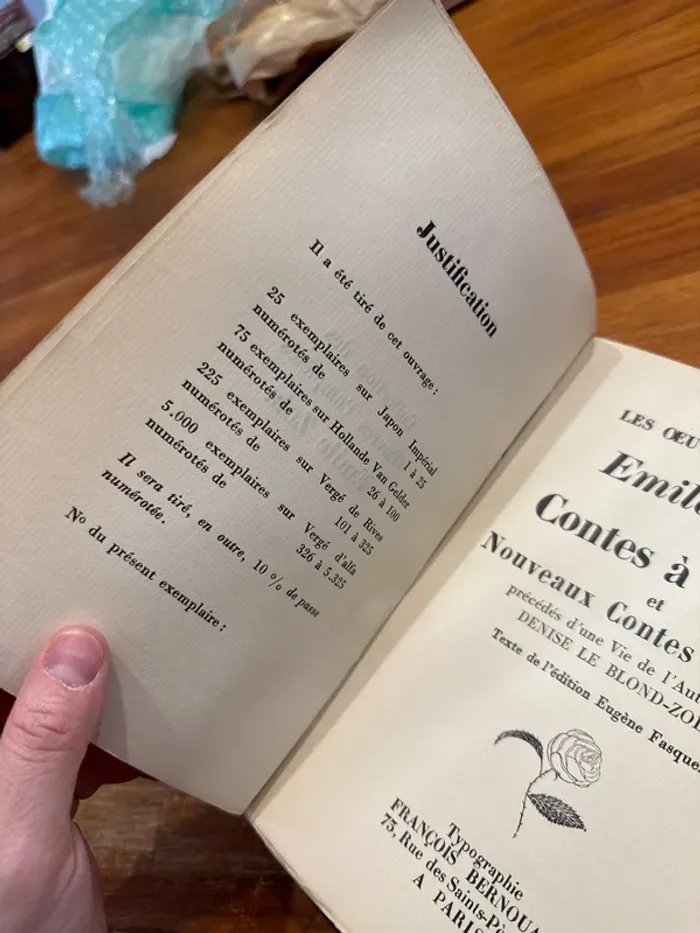 Justification
Il a été tiré de cet ouvrage :
25 exemplaires sur Japon Impérial
numérotés de 1 à 25
75 exemplaires sur Hollande Van Gelder
numérotés de 26 à 100
225 exemplaires sur Vergé de Rives
numérotés de 101 à 325
5.000 exemplaires sur Vergé d'alfa
numérotés de 326 à 5.325
Il sera tiré, en outre, 10 % de passe
numérotée.
No du présent exemplaire :
LES ŒU
Emile
Contes à
et
Nouveaux Contes
précédés d'une Vie de l'Aut
DENISE LE BLOND-ZO
Texte de l'édition Eugène Fasque
Typographie
FRANÇOIS BERNOUA
73, Rue des Saints-Pè
A PARIS